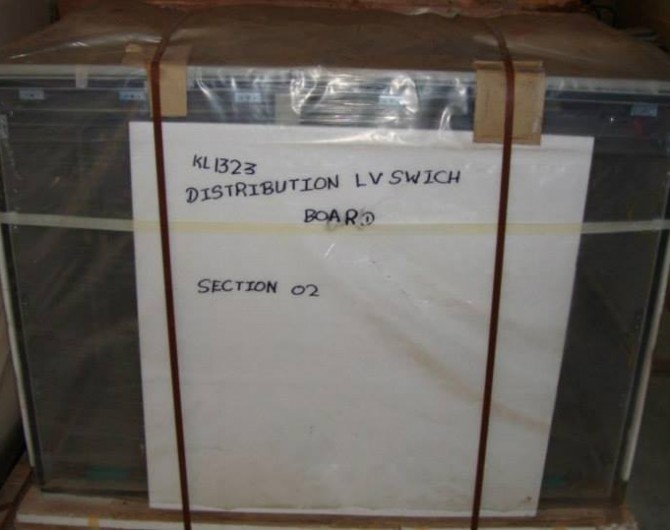 KL1323
DISTRIBUTION LV SWICH
BOARD
SECTION 02